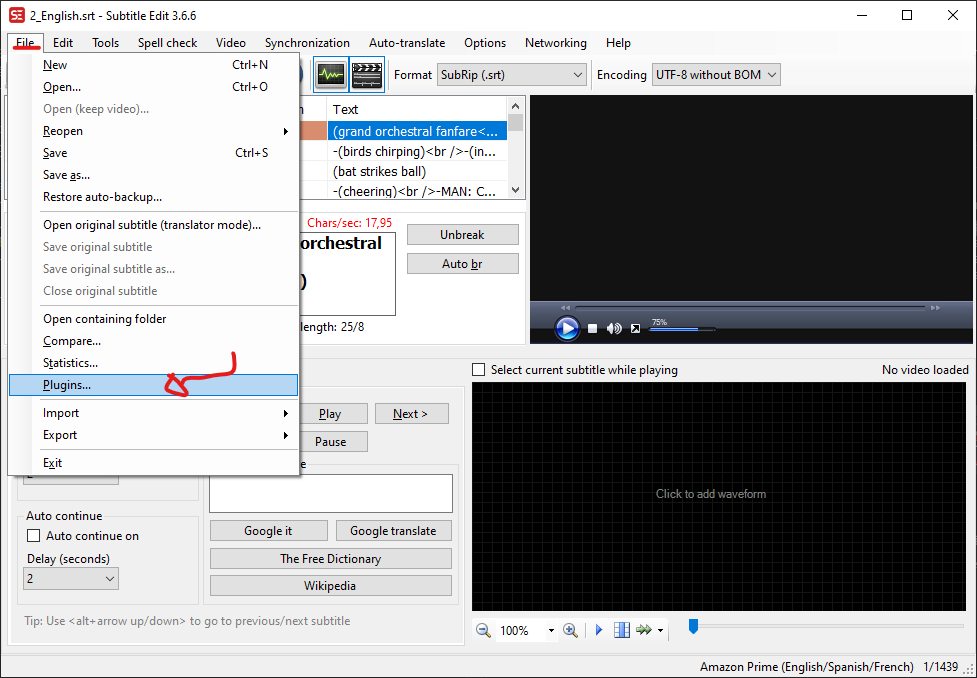 SE 2_English.srt - Subtitle Edit 3.6.6
File Edit Tools Spell check Video Synchronization Auto-translate Options Networking Help
New Ctrl+N
Open... Ctrl+O
Open (keep video)...
Reopen
Save Ctrl+S
Save as...
Restore auto-backup...
Open original subtitle (translator mode)...
Save original subtitle
Save original subtitle as...
Close original subtitle
Open containing folder
Compare...
Statistics...
Plugins...
Import
Export
Exit
Format SubRip (.srt) Encoding UTF-8 without BOM
Text
(grand orchestral fanfare<...
-(birds chirping)<br />-(in...
(bat strikes ball)
-(cheering)<br />-MAN: C...
Chars/sec: 17,95
orchestral
)
length: 25/8
Unbreak
Auto br
75%
Select current subtitle while playing No video loaded
Play Next >
Pause
Google it Google translate
The Free Dictionary
Wikipedia
2
Auto continue
Auto continue on
Delay (seconds)
2
Tip: Use <alt+arrow up/down> to go to previous/next subtitle
Click to add waveform
100%
Amazon Prime (English/Spanish/French) 1/1439